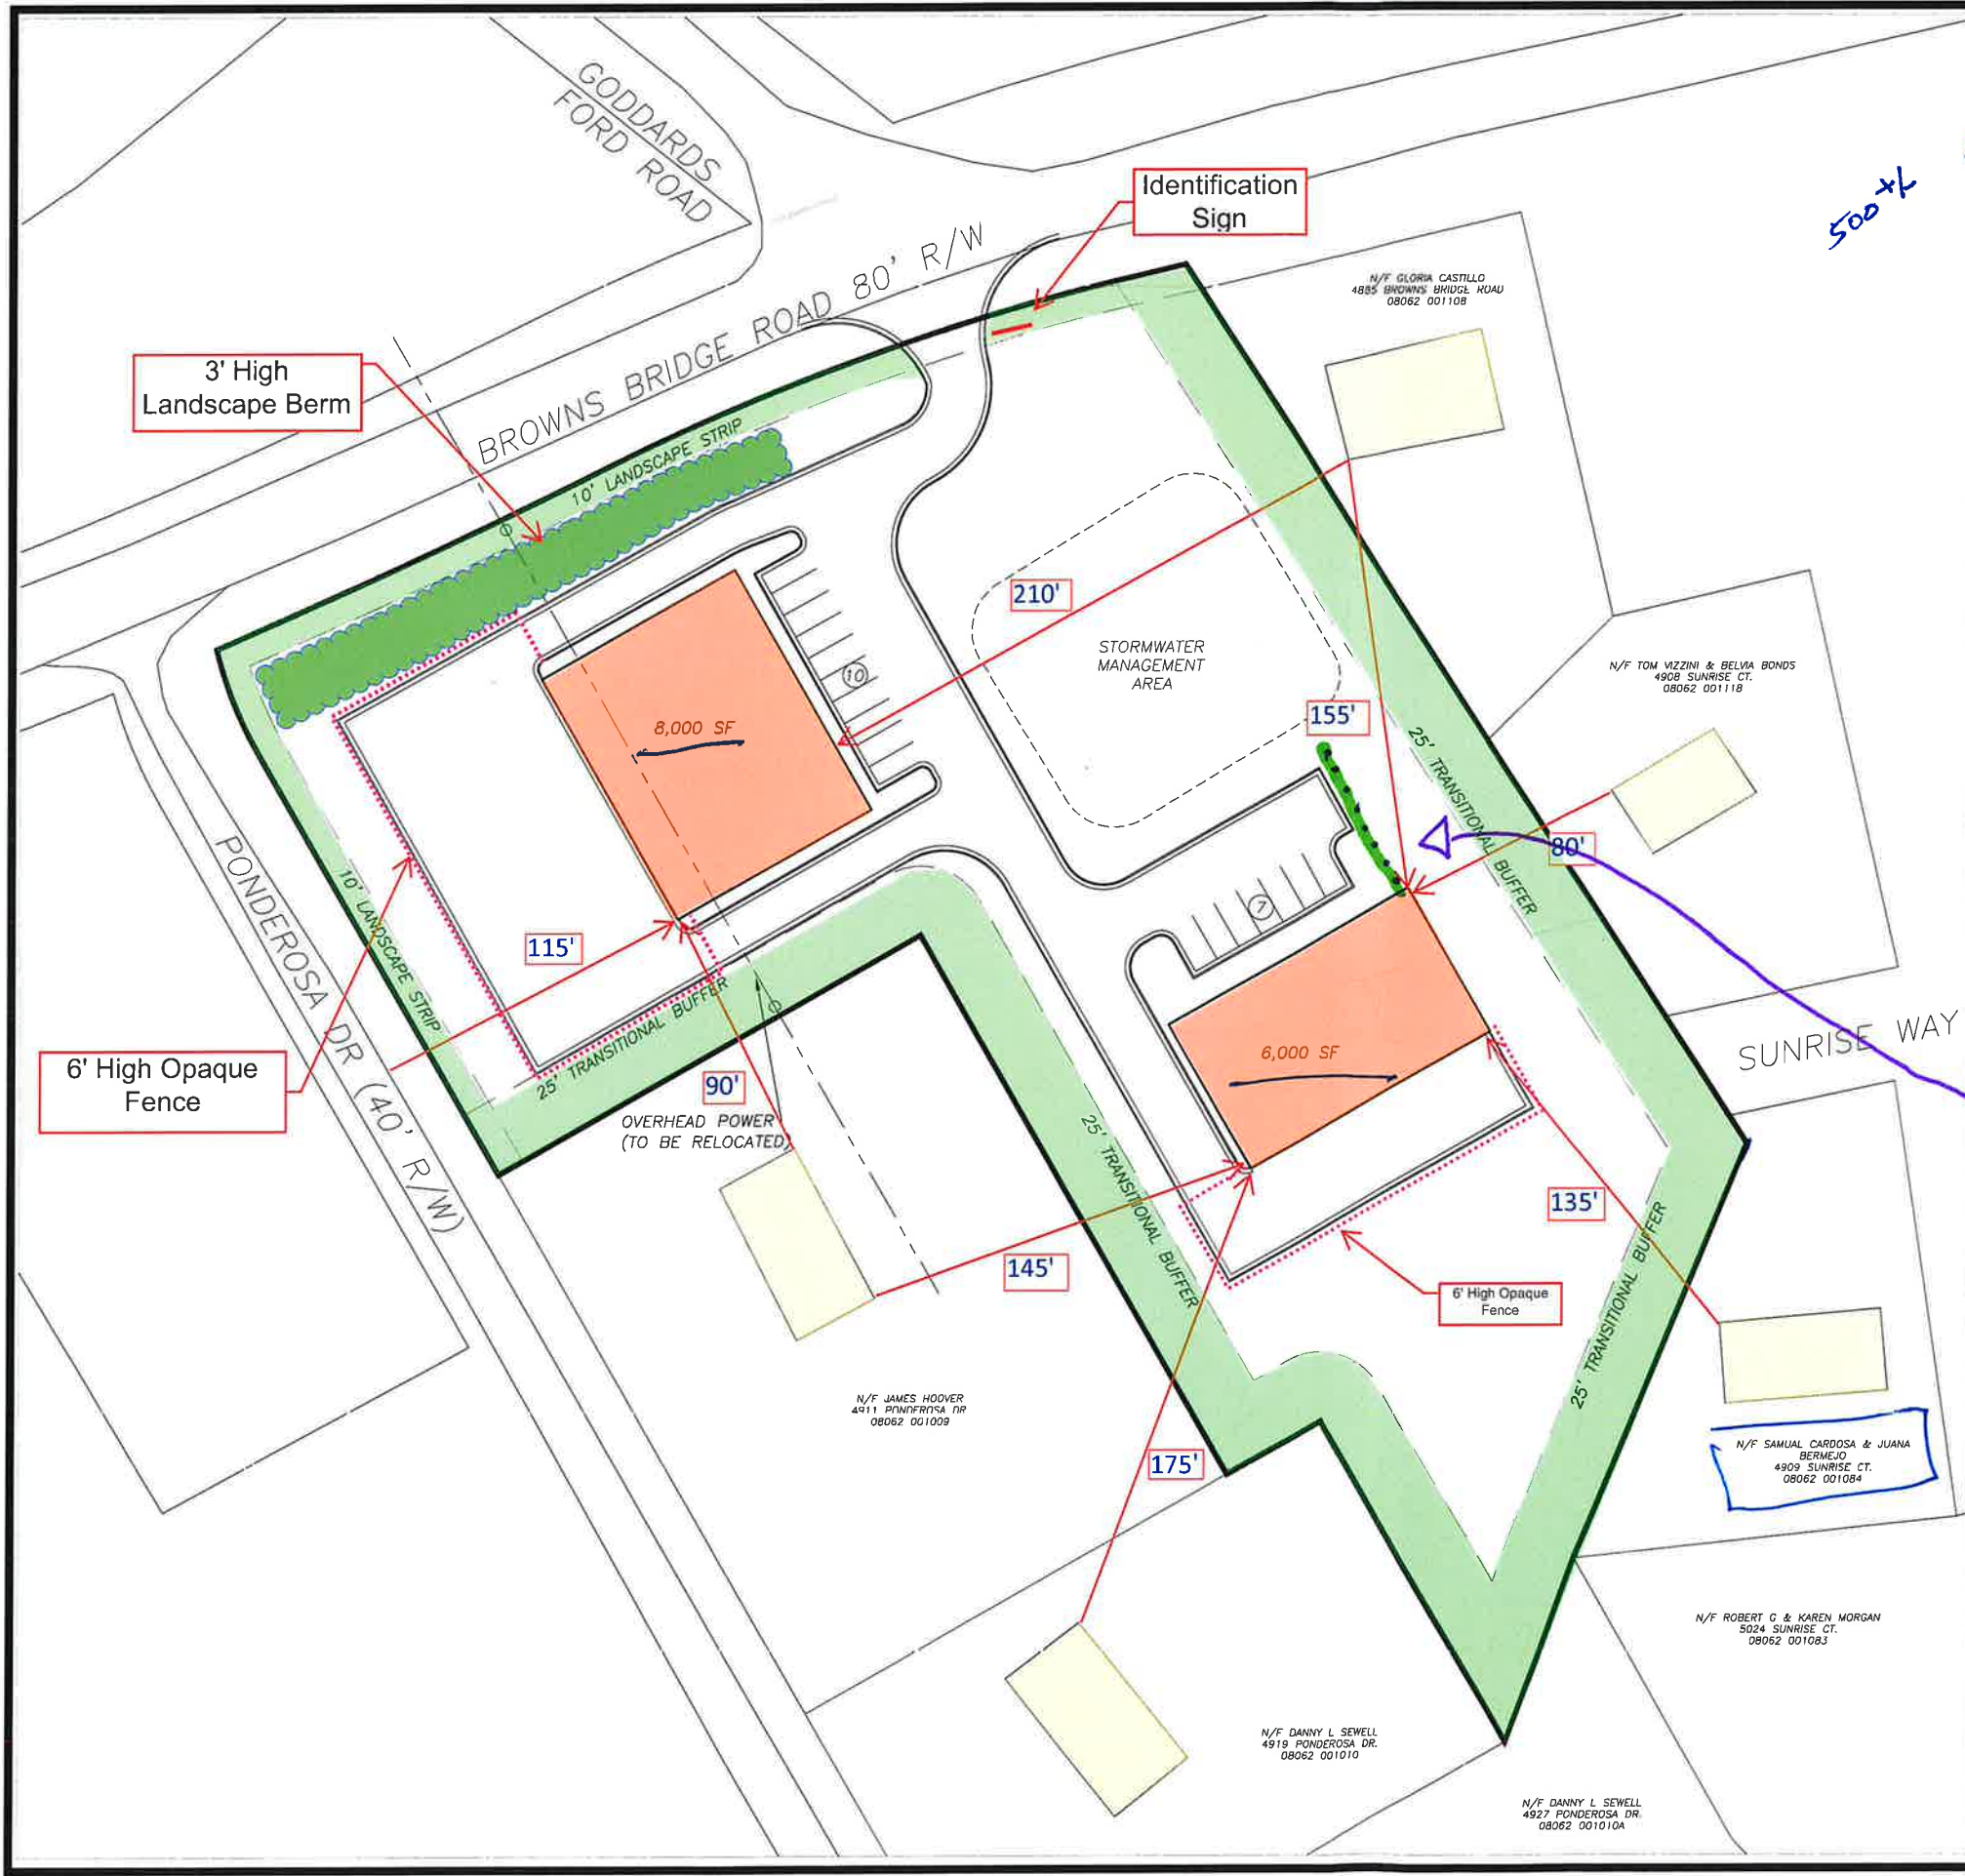 GODDARDS
FORD ROAD
Identification
Sign
500 +/-
N/F GLORIA CASTILLO
4885 BROWNS BRIDGE ROAD
08062 001108
BROWNS BRIDGE ROAD 80' R/W
3' High
Landscape Berm
10' LANDSCAPE STRIP
210'
STORMWATER
MANAGEMENT
AREA
10
8,000 SF
155'
N/F TOM VIZZINI & BELVIA BONDS
4908 SUNRISE CT.
08062 001118
25' TRANSITIONAL BUFFER
80'
PONDEROSA DR (40' R/W)
10' LANDSCAPE STRIP
115'
7
6,000 SF
SUNRISE WAY
6' High Opaque
Fence
25' TRANSITIONAL BUFFER
90'
OVERHEAD POWER
(TO BE RELOCATED)
25' TRANSITIONAL BUFFER
145'
135'
6' High Opaque
Fence
25' TRANSITIONAL BUFFER
N/F JAMES HOOVER
4911 PONDEROSA DR
08062 001009
175'
N/F SAMUAL CARDOSA & JUANA
BERMEJO
4909 SUNRISE CT.
08062 001084
N/F ROBERT G & KAREN MORGAN
5024 SUNRISE CT.
08062 001083
N/F DANNY L SEWELL
4919 PONDEROSA DR.
08062 001010
N/F DANNY L SEWELL
4927 PONDEROSA DR.
08062 001010A